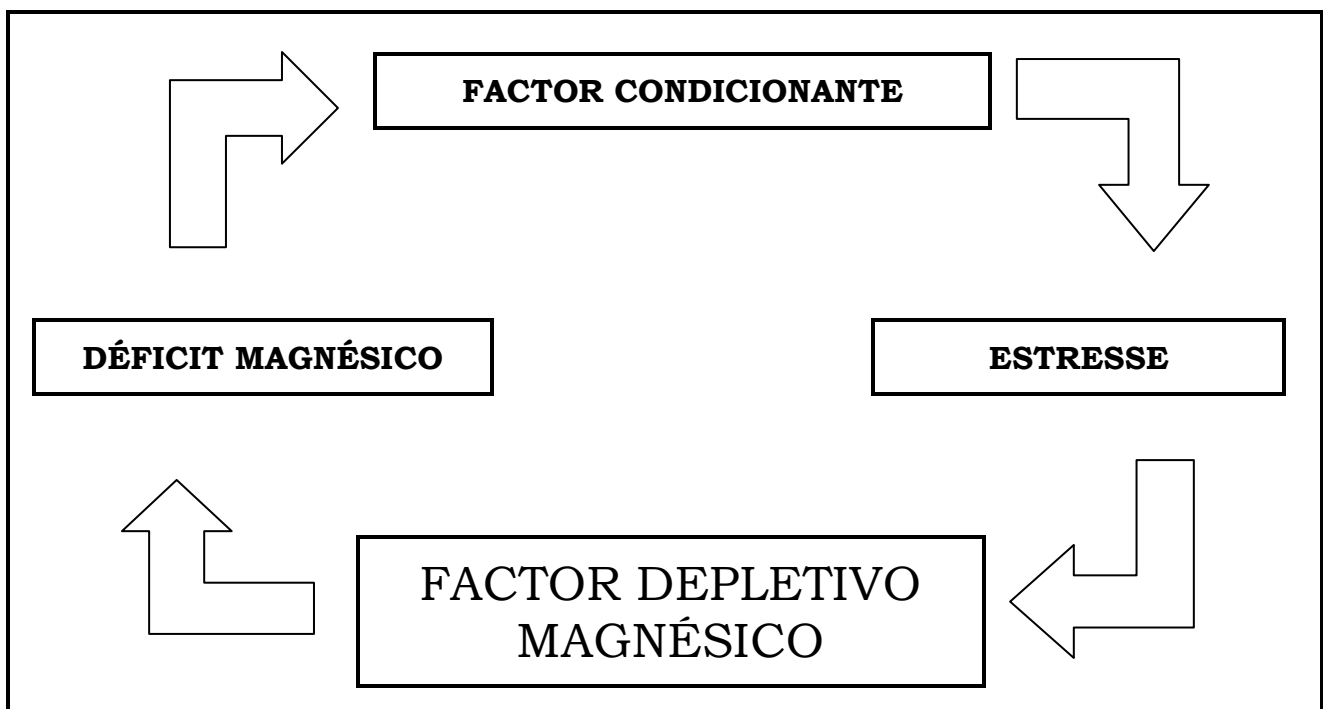 FACTOR CONDICIONANTE
DÉFICIT MAGNÉSICO
ESTRESSE
FACTOR DEPLETIVO
MAGNÉSICO